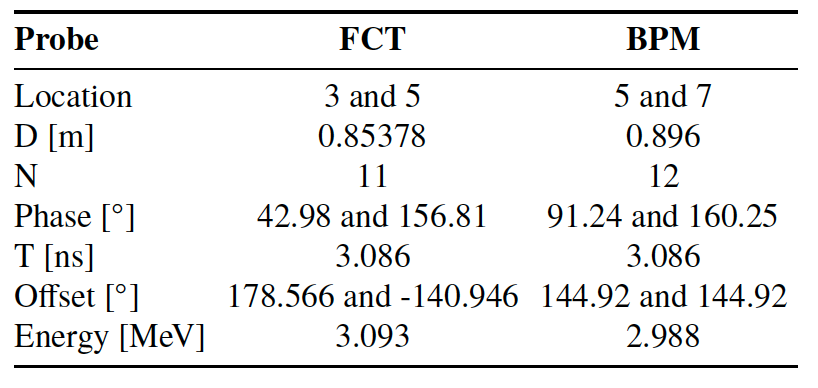 Probe FCT BPM
Location 3 and 5 5 and 7
D [m] 0.85378 0.896
N 11 12
Phase [°] 42.98 and 156.81 91.24 and 160.25
T [ns] 3.086 3.086
Offset [°] 178.566 and -140.946 144.92 and 144.92
Energy [MeV] 3.093 2.988